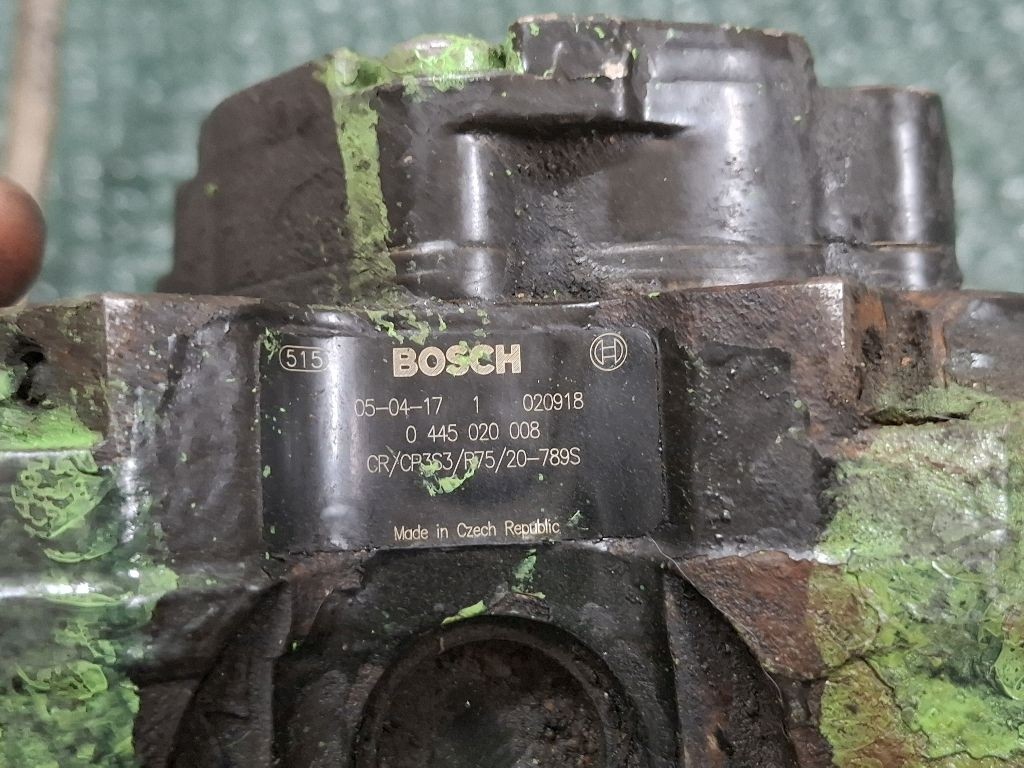 515 BOSCH
05-04-17 1 020918
0 445 020 008
CR/CP3S3/R75/20-789S
Made in Czech Republic